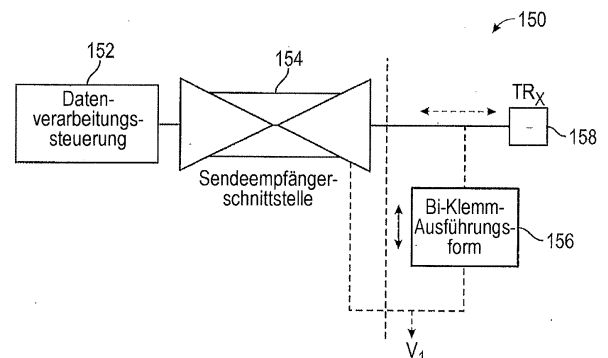 150
152
154
Daten-
verarbeitungs-
steuerung
TRX
158
Sendeempfänger-
schnittstelle
Bi-Klemm-
Ausführungs-
form
156
V1